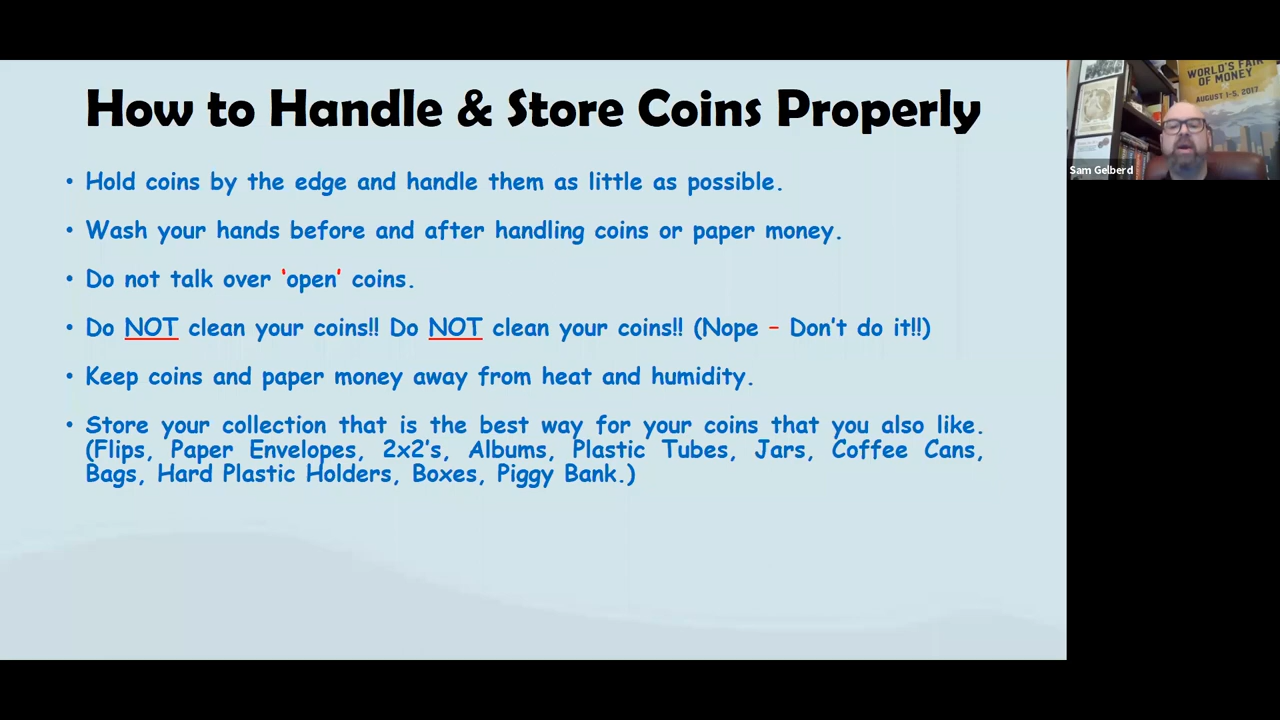 How to Handle & Store Coins Properly
• Hold coins by the edge and handle them as little as possible.
• Wash your hands before and after handling coins or paper money.
• Do not talk over ‘open’ coins.
• Do NOT clean your coins!! Do NOT clean your coins!! (Nope – Don’t do it!!)
• Keep coins and paper money away from heat and humidity.
• Store your collection that is the best way for your coins that you also like.
(Flips, Paper Envelopes, 2x2’s, Albums, Plastic Tubes, Jars, Coffee Cans,
Bags, Hard Plastic Holders, Boxes, Piggy Bank.)
WORLD'S FAIR
OF MONEY
AUGUST 1-5, 2017
Sam Gelberd